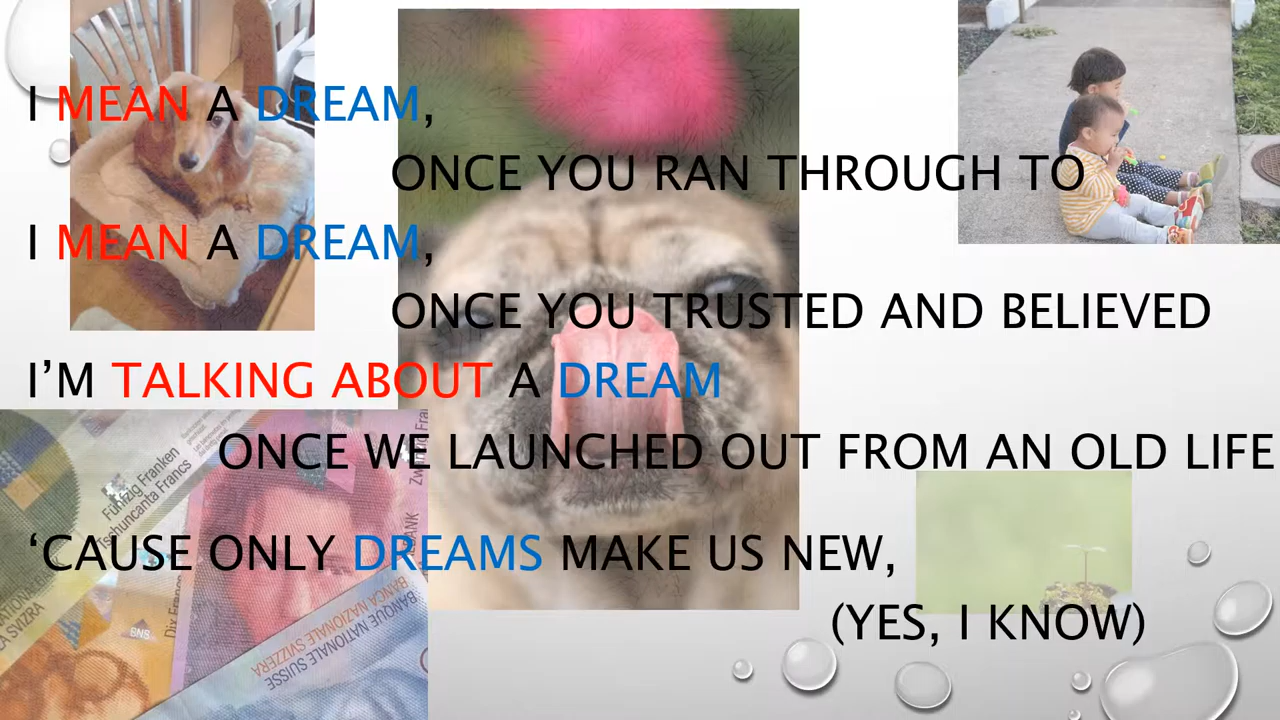 I MEAN A DREAM,
ONCE YOU RAN THROUGH TO
I MEAN A DREAM,
ONCE YOU TRUSTED AND BELIEVED
I’M TALKING ABOUT A DREAM
ONCE WE LAUNCHED OUT FROM AN OLD LIFE
‘CAUSE ONLY DREAMS MAKE US NEW,
(YES, I KNOW)
Fünfzig Franken
Tschuncanta Francs
BANCA NAZIONALE SVIZZERA
BANQUE NATIONALE SUISSE
SNB